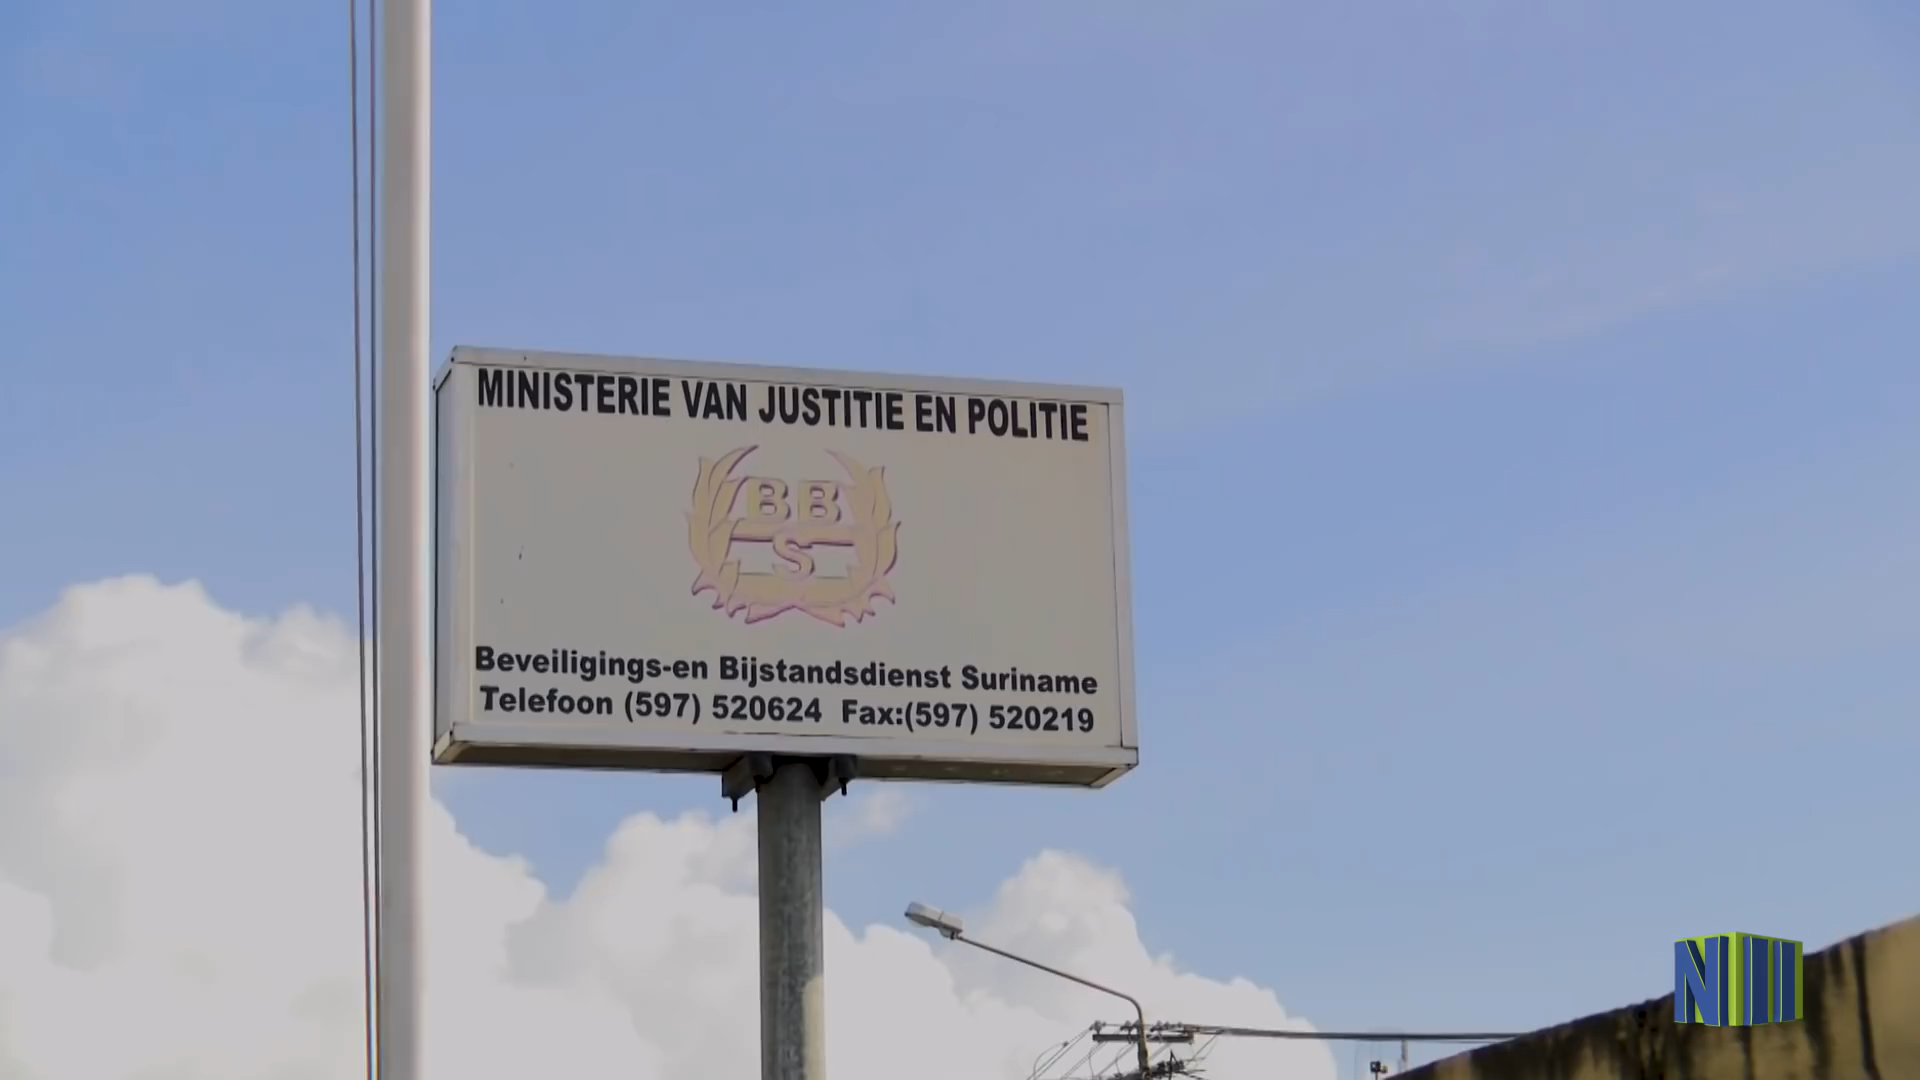 MINISTERIE VAN JUSTITIE EN POLITIE
BB
S
Beveiligings-en Bijstandsdienst Suriname
Telefoon (597) 520624 Fax:(597) 520219
N